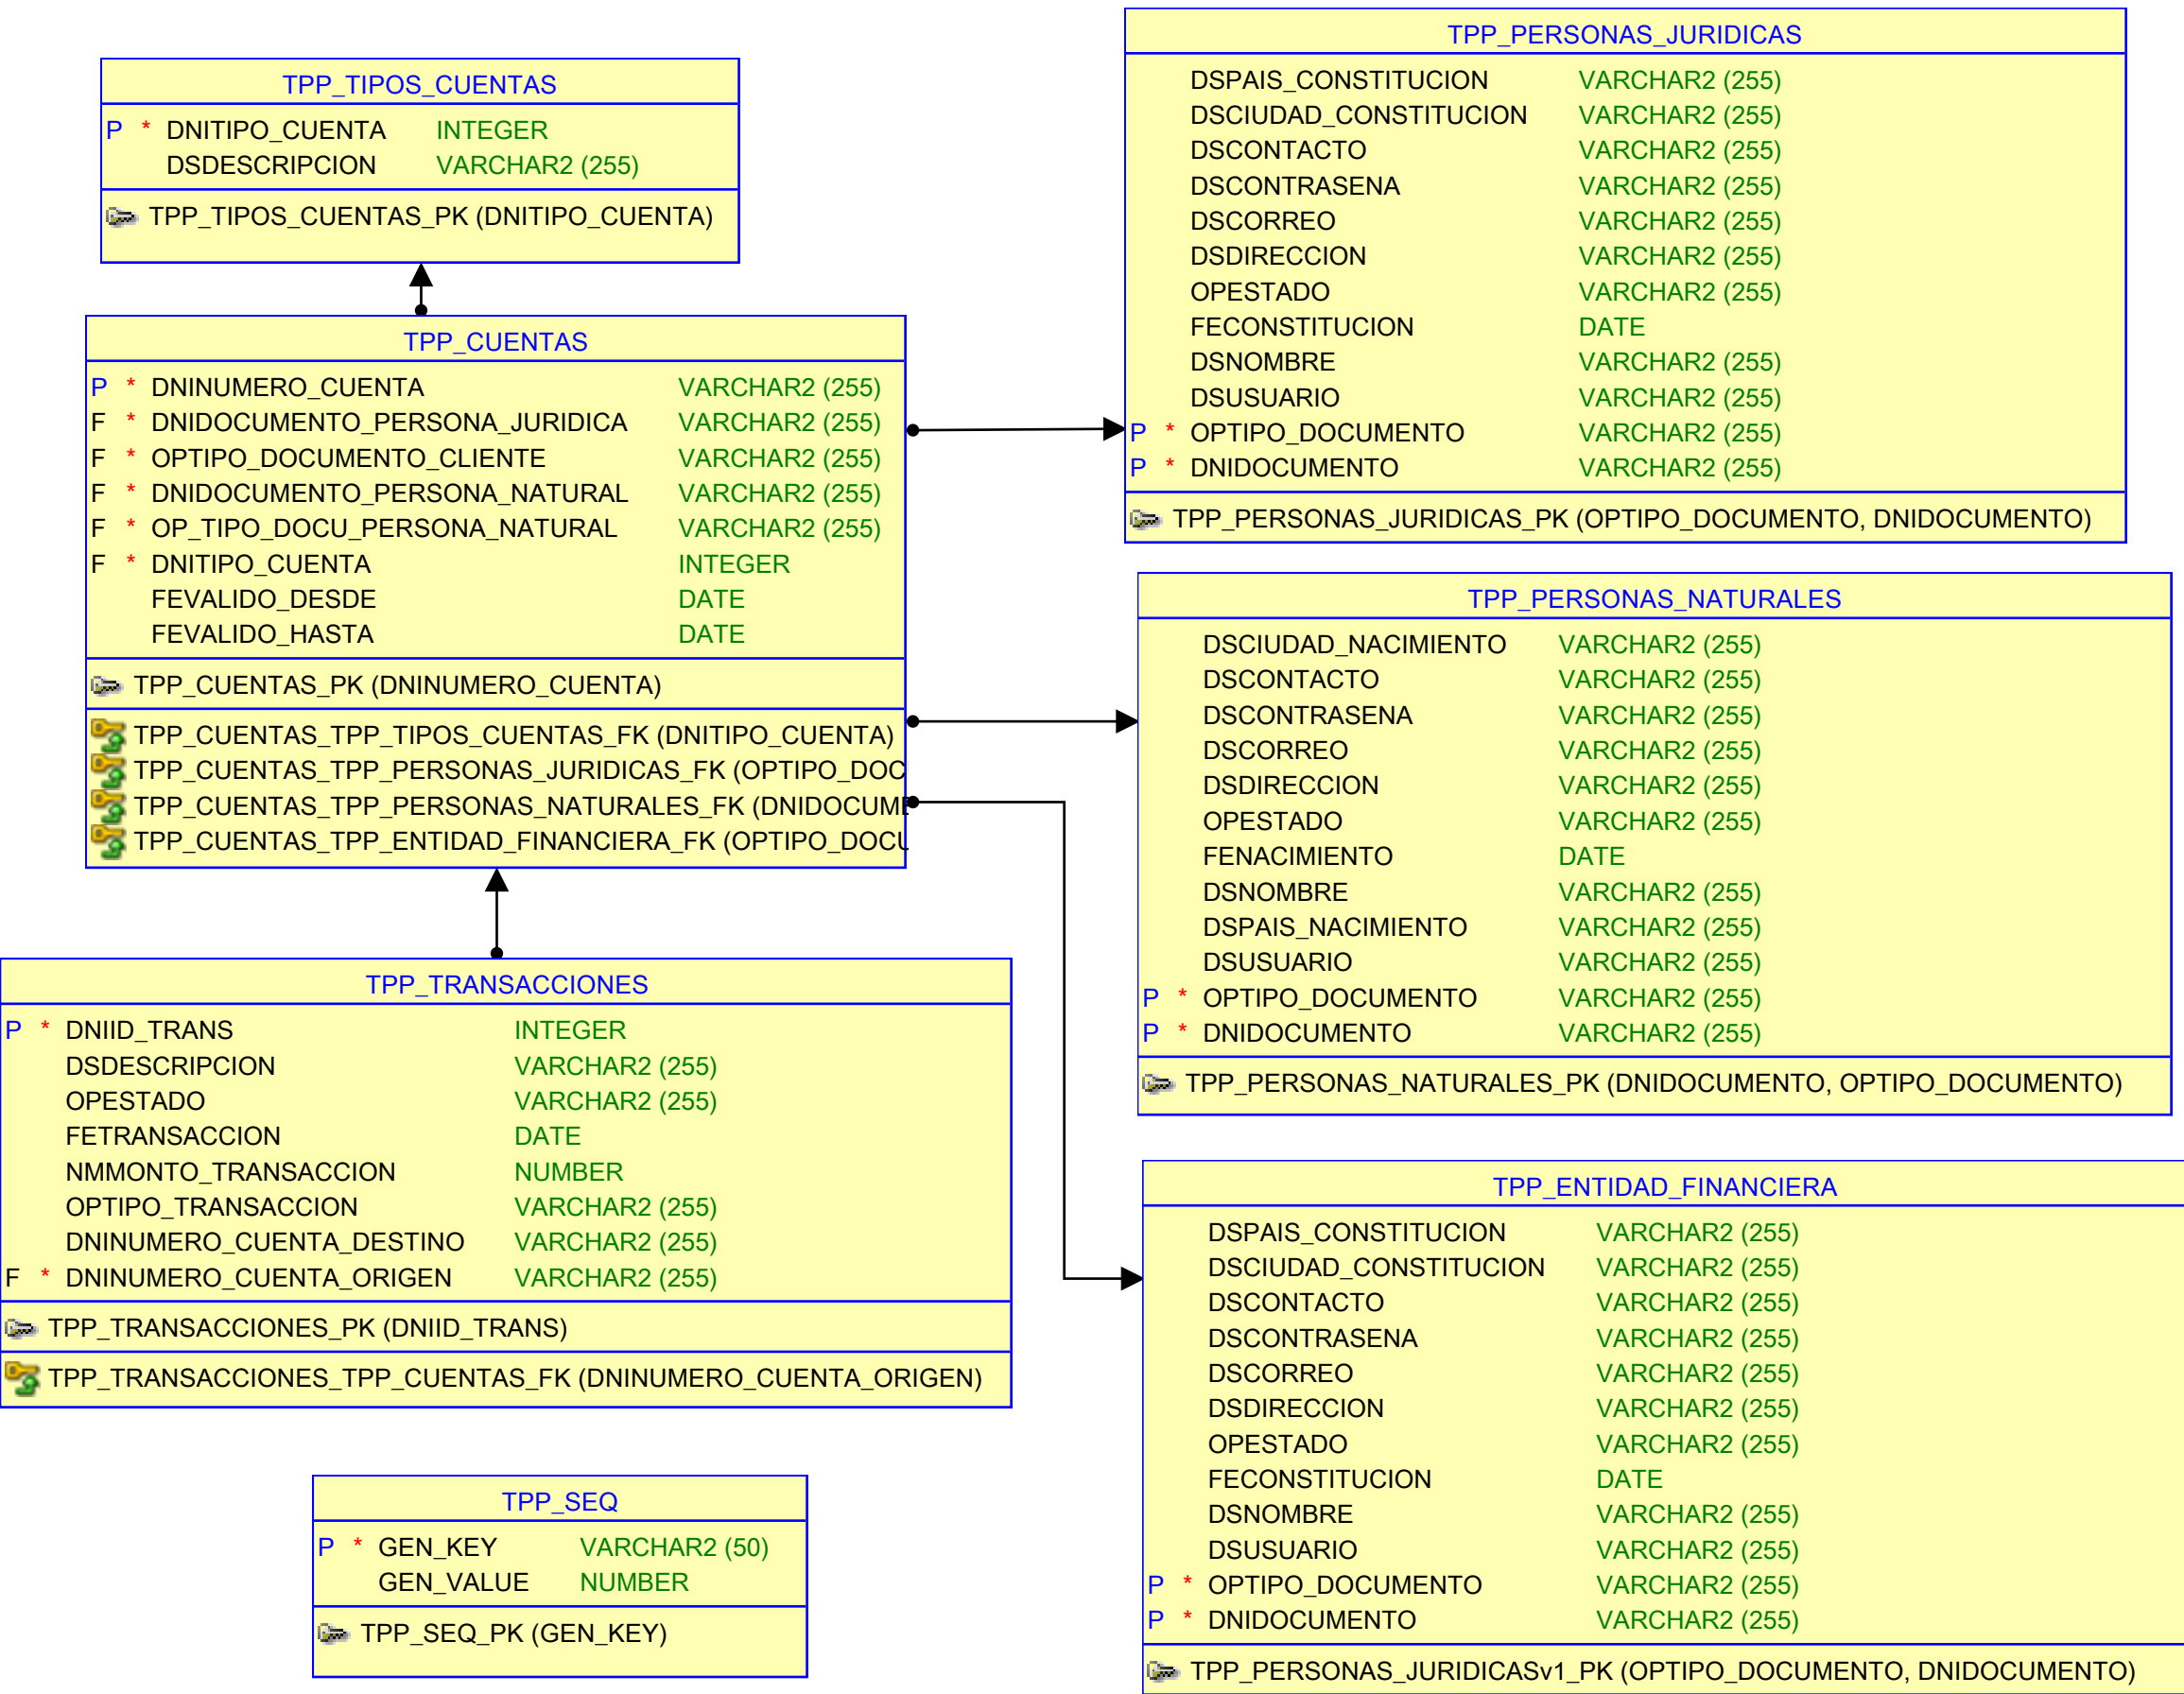 TPP_TIPOS_CUENTAS
P * DNITIPO_CUENTA INTEGER
DSDESCRIPCION VARCHAR2 (255)
TPP_TIPOS_CUENTAS_PK (DNITIPO_CUENTA)
TPP_CUENTAS
P * DNINUMERO_CUENTA VARCHAR2 (255)
F * DNIDOCUMENTO_PERSONA_JURIDICA VARCHAR2 (255)
F * OPTIPO_DOCUMENTO_CLIENTE VARCHAR2 (255)
F * DNIDOCUMENTO_PERSONA_NATURAL VARCHAR2 (255)
F * OP_TIPO_DOCU_PERSONA_NATURAL VARCHAR2 (255)
F * DNITIPO_CUENTA INTEGER
FEVALIDO_DESDE DATE
FEVALIDO_HASTA DATE
TPP_CUENTAS_PK (DNINUMERO_CUENTA)
TPP_CUENTAS_TPP_TIPOS_CUENTAS_FK (DNITIPO_CUENTA)
TPP_CUENTAS_TPP_PERSONAS_JURIDICAS_FK (OPTIPO_DOC
TPP_CUENTAS_TPP_PERSONAS_NATURALES_FK (DNIDOCUME
TPP_CUENTAS_TPP_ENTIDAD_FINANCIERA_FK (OPTIPO_DOCU
TPP_TRANSACCIONES
P * DNIID_TRANS INTEGER
DSDESCRIPCION VARCHAR2 (255)
OPESTADO VARCHAR2 (255)
FETRANSACCION DATE
NMMONTO_TRANSACCION NUMBER
OPTIPO_TRANSACCION VARCHAR2 (255)
DNINUMERO_CUENTA_DESTINO VARCHAR2 (255)
F * DNINUMERO_CUENTA_ORIGEN VARCHAR2 (255)
TPP_TRANSACCIONES_PK (DNIID_TRANS)
TPP_TRANSACCIONES_TPP_CUENTAS_FK (DNINUMERO_CUENTA_ORIGEN)
TPP_SEQ
P * GEN_KEY VARCHAR2 (50)
GEN_VALUE NUMBER
TPP_SEQ_PK (GEN_KEY)
TPP_PERSONAS_JURIDICAS
DSPAIS_CONSTITUCION VARCHAR2 (255)
DSCIUDAD_CONSTITUCION VARCHAR2 (255)
DSCONTACTO VARCHAR2 (255)
DSCONTRASENA VARCHAR2 (255)
DSCORREO VARCHAR2 (255)
DSDIRECCION VARCHAR2 (255)
OPESTADO VARCHAR2 (255)
FECONSTITUCION DATE
DSNOMBRE VARCHAR2 (255)
DSUSUARIO VARCHAR2 (255)
P * OPTIPO_DOCUMENTO VARCHAR2 (255)
P * DNIDOCUMENTO VARCHAR2 (255)
TPP_PERSONAS_JURIDICAS_PK (OPTIPO_DOCUMENTO, DNIDOCUMENTO)
TPP_PERSONAS_NATURALES
DSCIUDAD_NACIMIENTO VARCHAR2 (255)
DSCONTACTO VARCHAR2 (255)
DSCONTRASENA VARCHAR2 (255)
DSCORREO VARCHAR2 (255)
DSDIRECCION VARCHAR2 (255)
OPESTADO VARCHAR2 (255)
FENACIMIENTO DATE
DSNOMBRE VARCHAR2 (255)
DSPAIS_NACIMIENTO VARCHAR2 (255)
DSUSUARIO VARCHAR2 (255)
P * OPTIPO_DOCUMENTO VARCHAR2 (255)
P * DNIDOCUMENTO VARCHAR2 (255)
TPP_PERSONAS_NATURALES_PK (DNIDOCUMENTO, OPTIPO_DOCUMENTO)
TPP_ENTIDAD_FINANCIERA
DSPAIS_CONSTITUCION VARCHAR2 (255)
DSCIUDAD_CONSTITUCION VARCHAR2 (255)
DSCONTACTO VARCHAR2 (255)
DSCONTRASENA VARCHAR2 (255)
DSCORREO VARCHAR2 (255)
DSDIRECCION VARCHAR2 (255)
OPESTADO VARCHAR2 (255)
FECONSTITUCION DATE
DSNOMBRE VARCHAR2 (255)
DSUSUARIO VARCHAR2 (255)
P * OPTIPO_DOCUMENTO VARCHAR2 (255)
P * DNIDOCUMENTO VARCHAR2 (255)
TPP_PERSONAS_JURIDICASv1_PK (OPTIPO_DOCUMENTO, DNIDOCUMENTO)